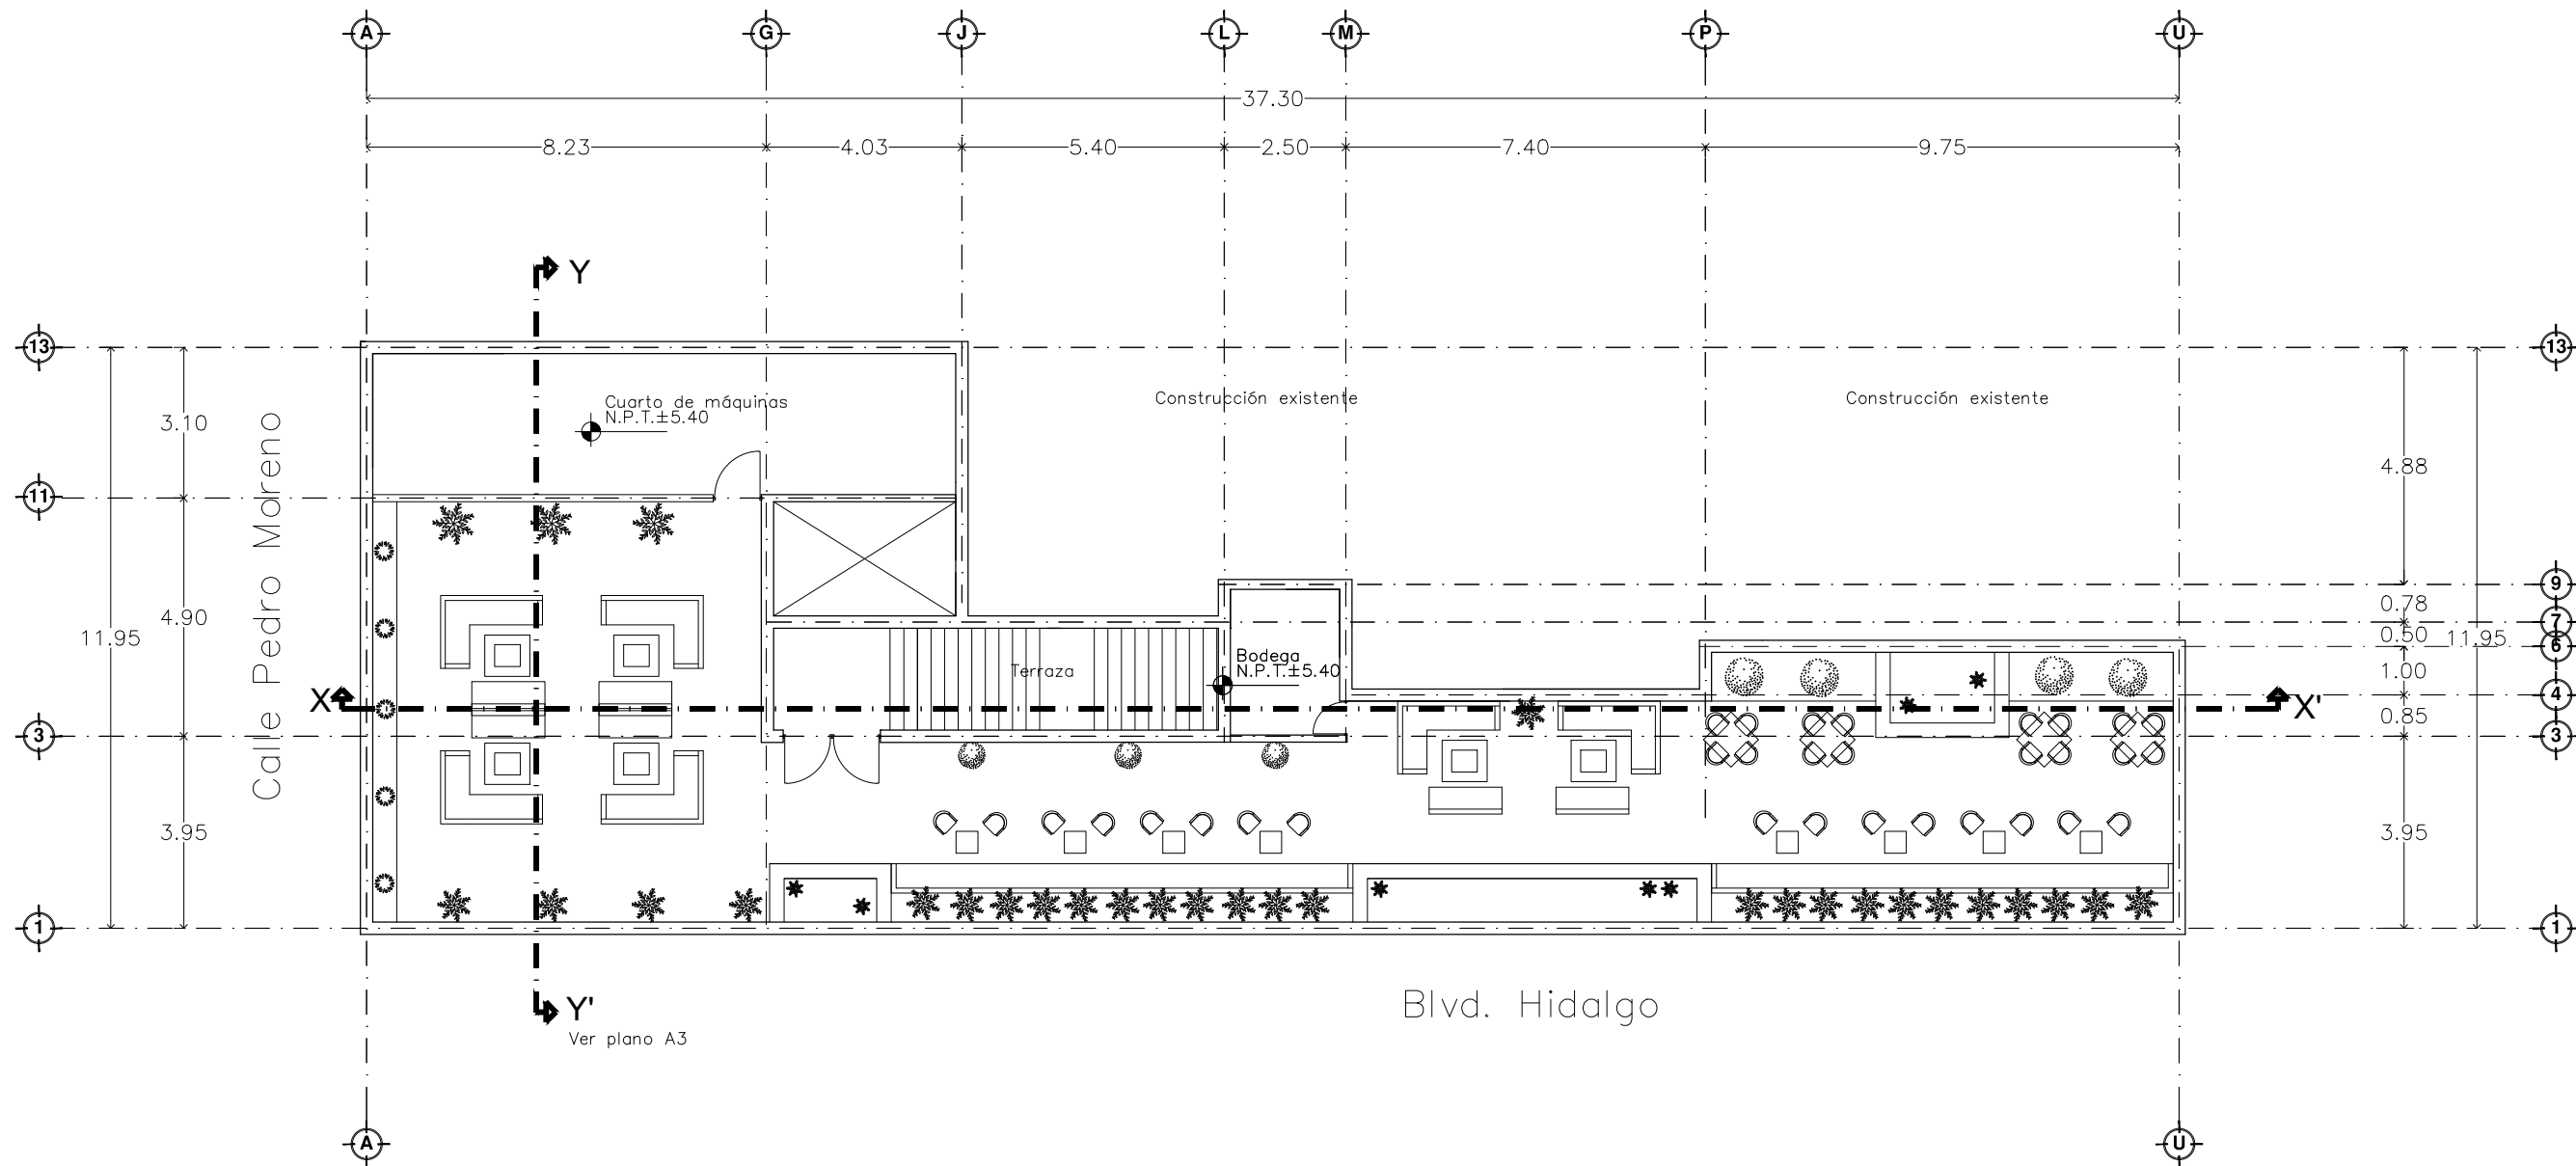 A G J L M P U
37.30
8.23 4.03 5.40 2.50 7.40 9.75
Y
13 13
Cuarto de máquinas
N.P.T.±5.40
Construcción existente
Construcción existente
3.10
4.88
11 
Calle Pedro Moreno
9
0.78
4.90
7
11.95
0.50
11.95
6
Bodega
N.P.T.±5.40
Terraza
1.00
4
X X'
0.85
3 3
3.95 3.95
1 1
Blvd. Hidalgo
Y'
Ver plano A3
A U